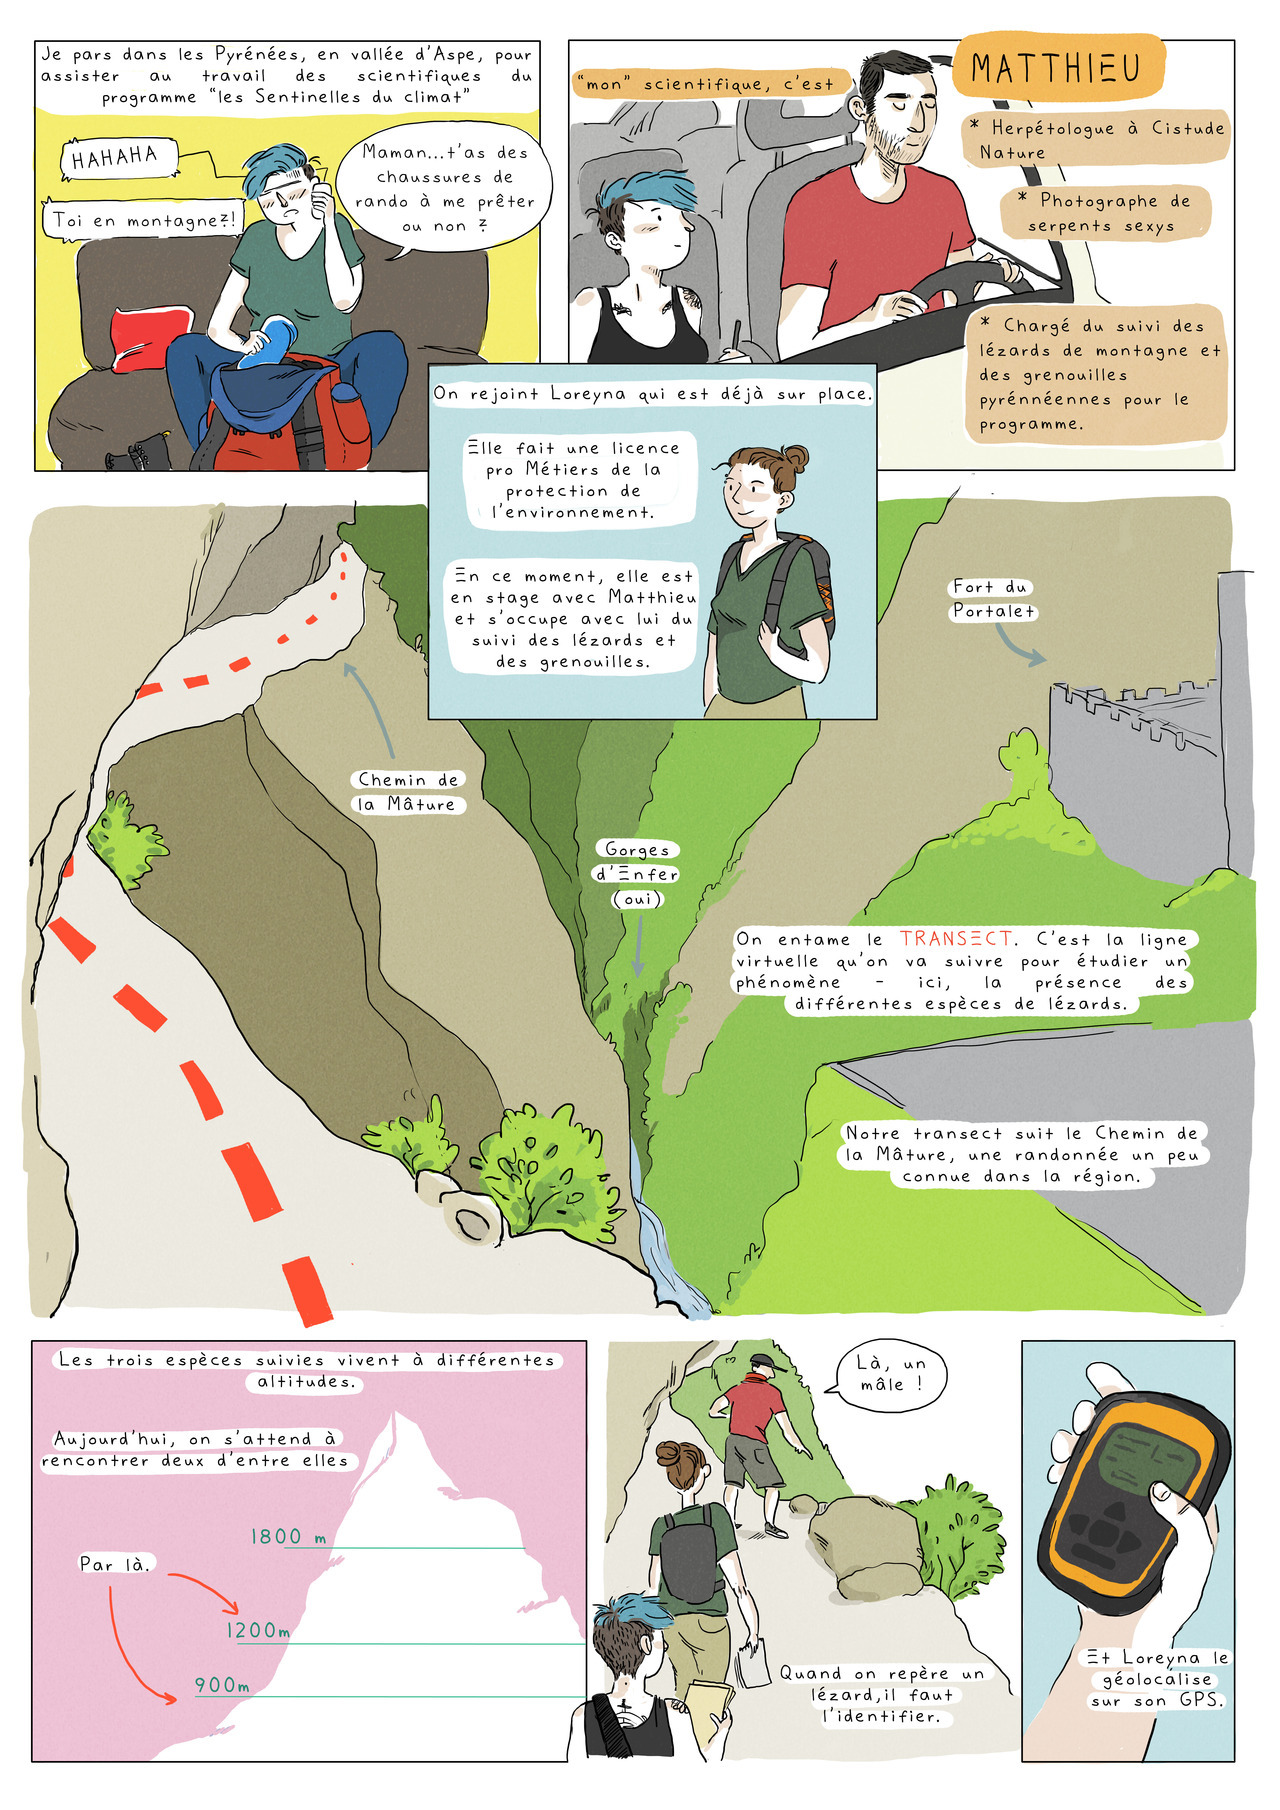 Je pars dans les Pyrénées, en vallée d'Aspe, pour
assister au travail des scientifiques du
programme "les Sentinelles du climat"
HAHAHA
Toi en montagne?!
Maman...t'as des
chaussures de
rando à me prêter
ou non ?
"mon" scientifique, c'est
MATTHIEU
* Herpétologue à Cistude
Nature
* Photographe de
serpents sexys
* Chargé du suivi des
lézards de montagne et
des grenouilles
pyrénnéennes pour le
programme.
On rejoint Loreyna qui est déjà sur place.
Elle fait une licence
pro Métiers de la
protection de
l'environnement.
En ce moment, elle est
en stage avec Matthieu
et s'occupe avec lui du
suivi des lézards et
des grenouilles.
Fort du
Portalet
Chemin de
la Mâture
Gorges
d'Enfer
(oui)
On entame le TRANSECT. C'est la ligne
virtuelle qu'on va suivre pour étudier un
phénomène - ici, la présence des
différentes espèces de lézards.
Notre transect suit le Chemin de
la Mâture, une randonnée un peu
connue dans la région.
Les trois espèces suivies vivent à différentes
altitudes.
Aujourd'hui, on s'attend à
rencontrer deux d'entre elles
1800 m
Par là.
1200m
900m
Là, un
mâle !
Quand on repère un
lézard,il faut
l'identifier.
Et Loreyna le
géolocalise
sur son GPS.